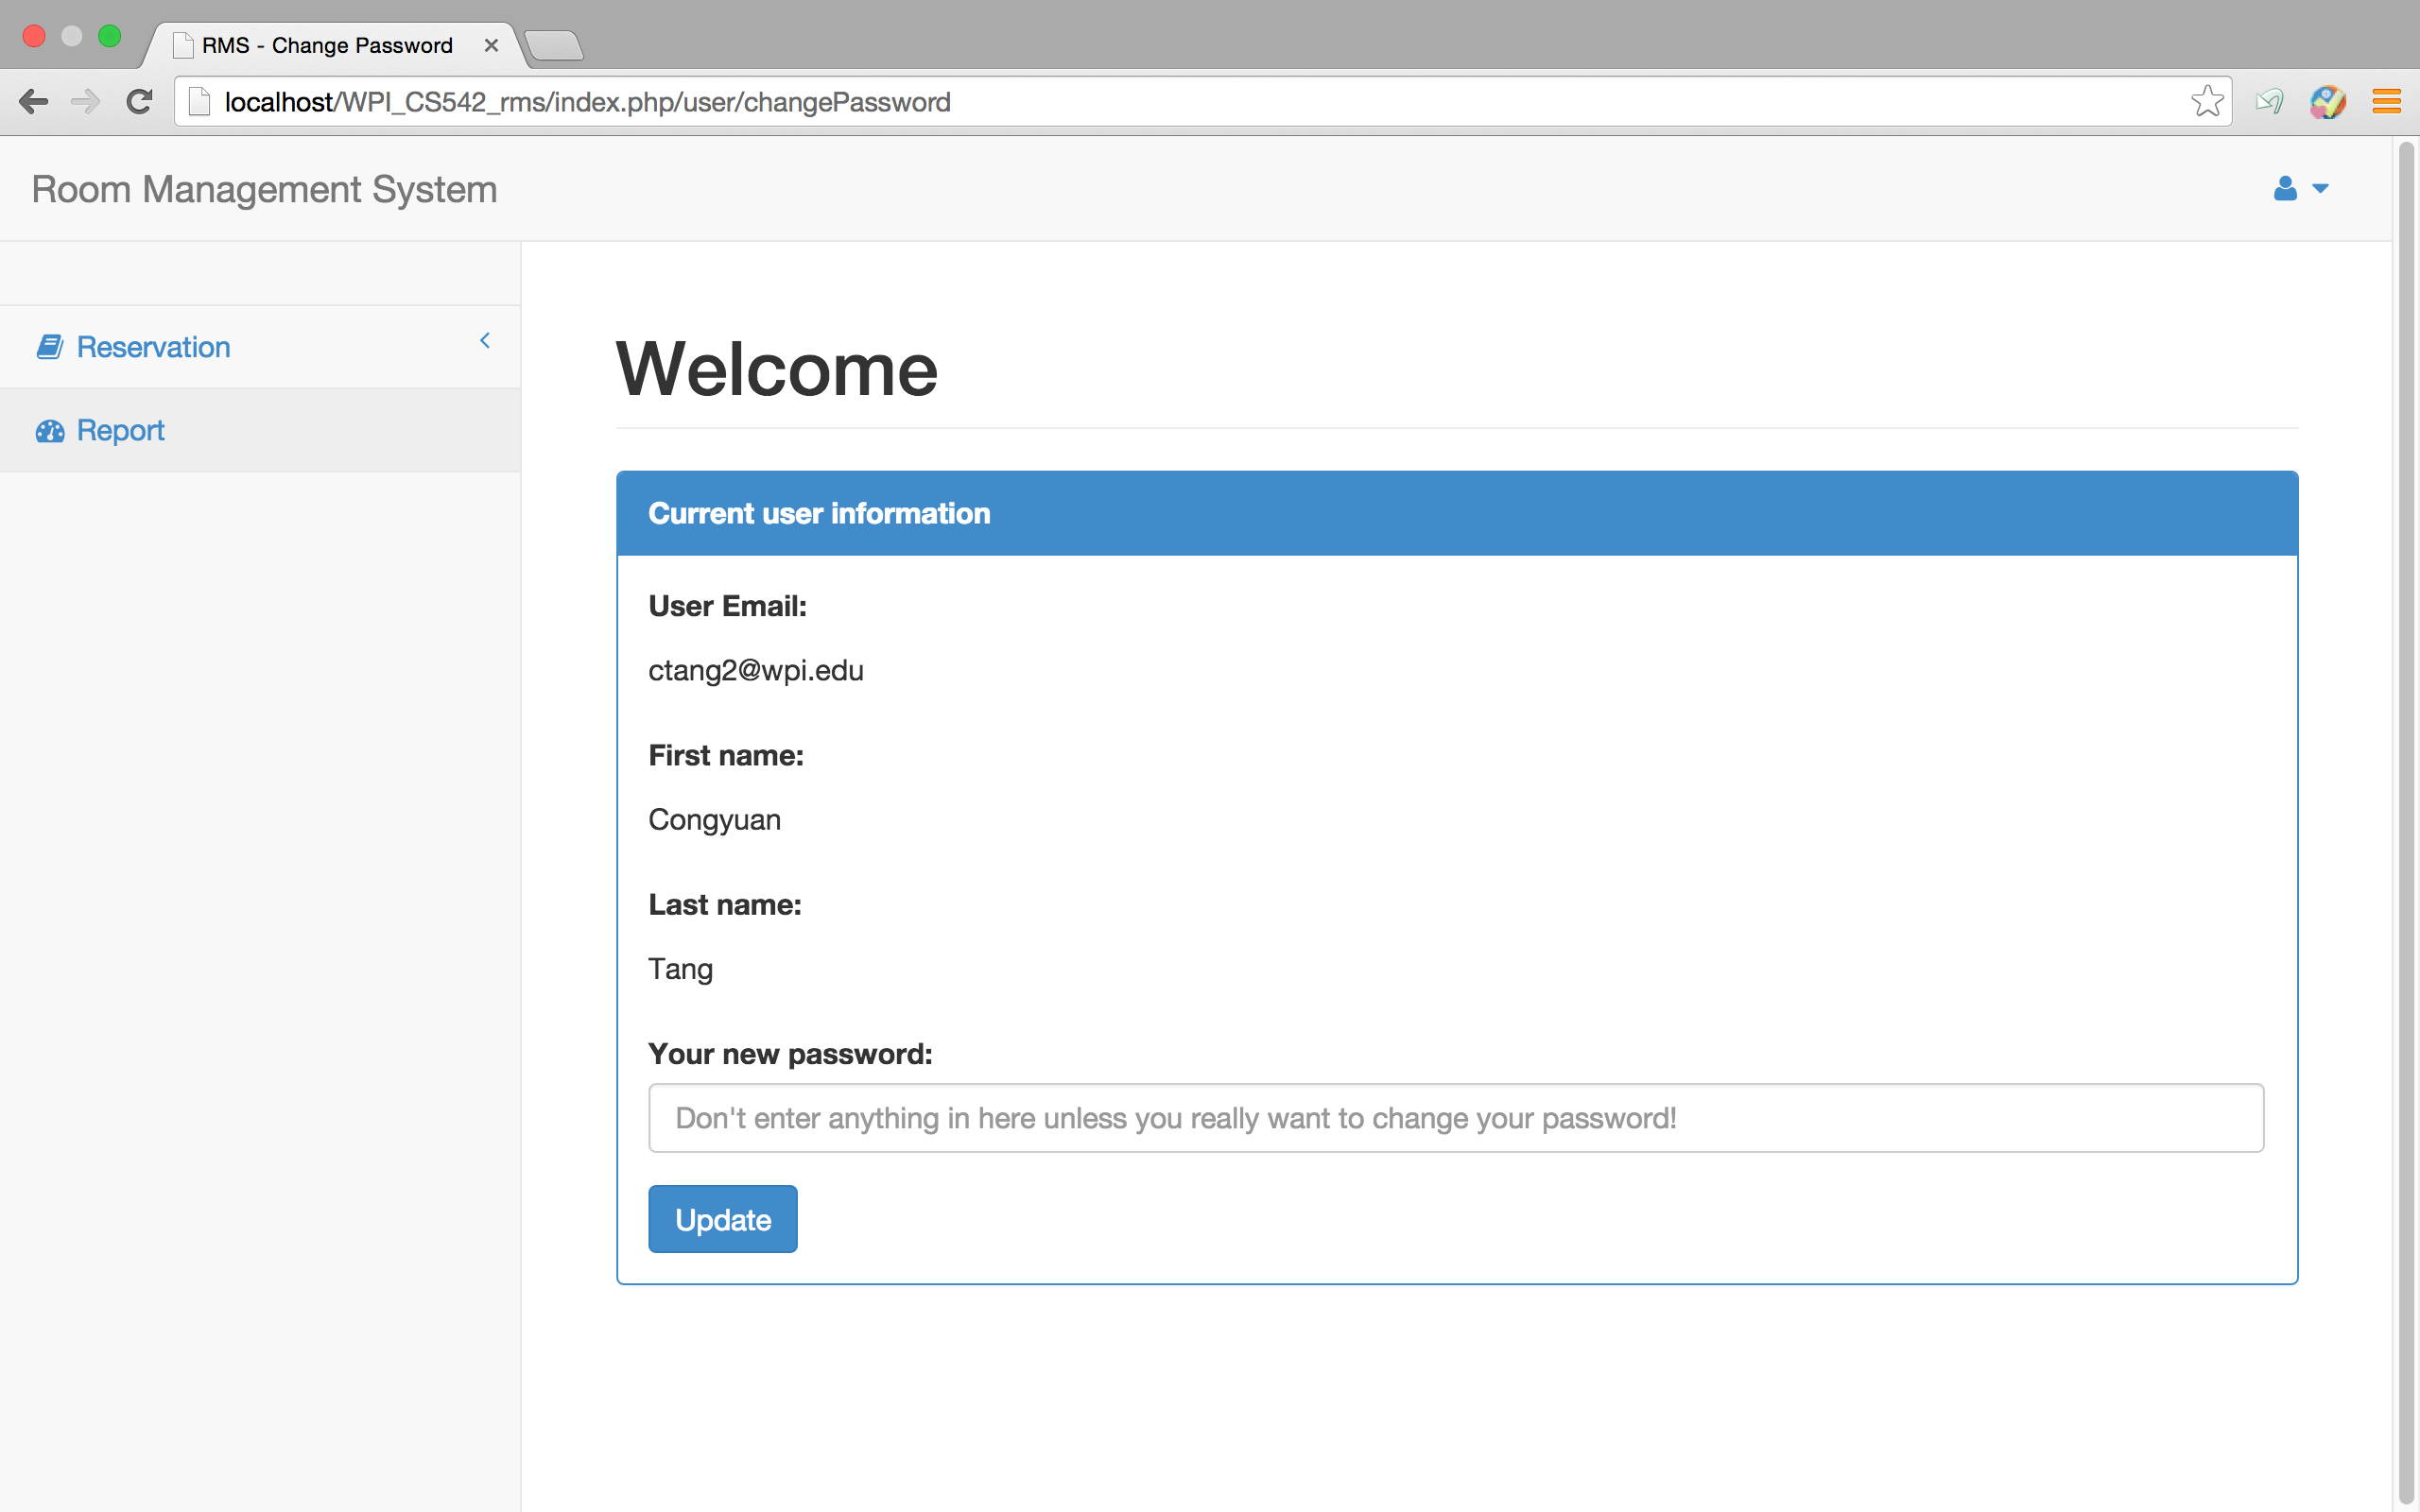 RMS - Change Password
localhost/WPI_CS542_rms/index.php/user/changePassword
Room Management System
Reservation
Report
Welcome
Current user information
User Email:
ctang2@wpi.edu
First name:
Congyuan
Last name:
Tang
Your new password:
Don't enter anything in here unless you really want to change your password!
Update